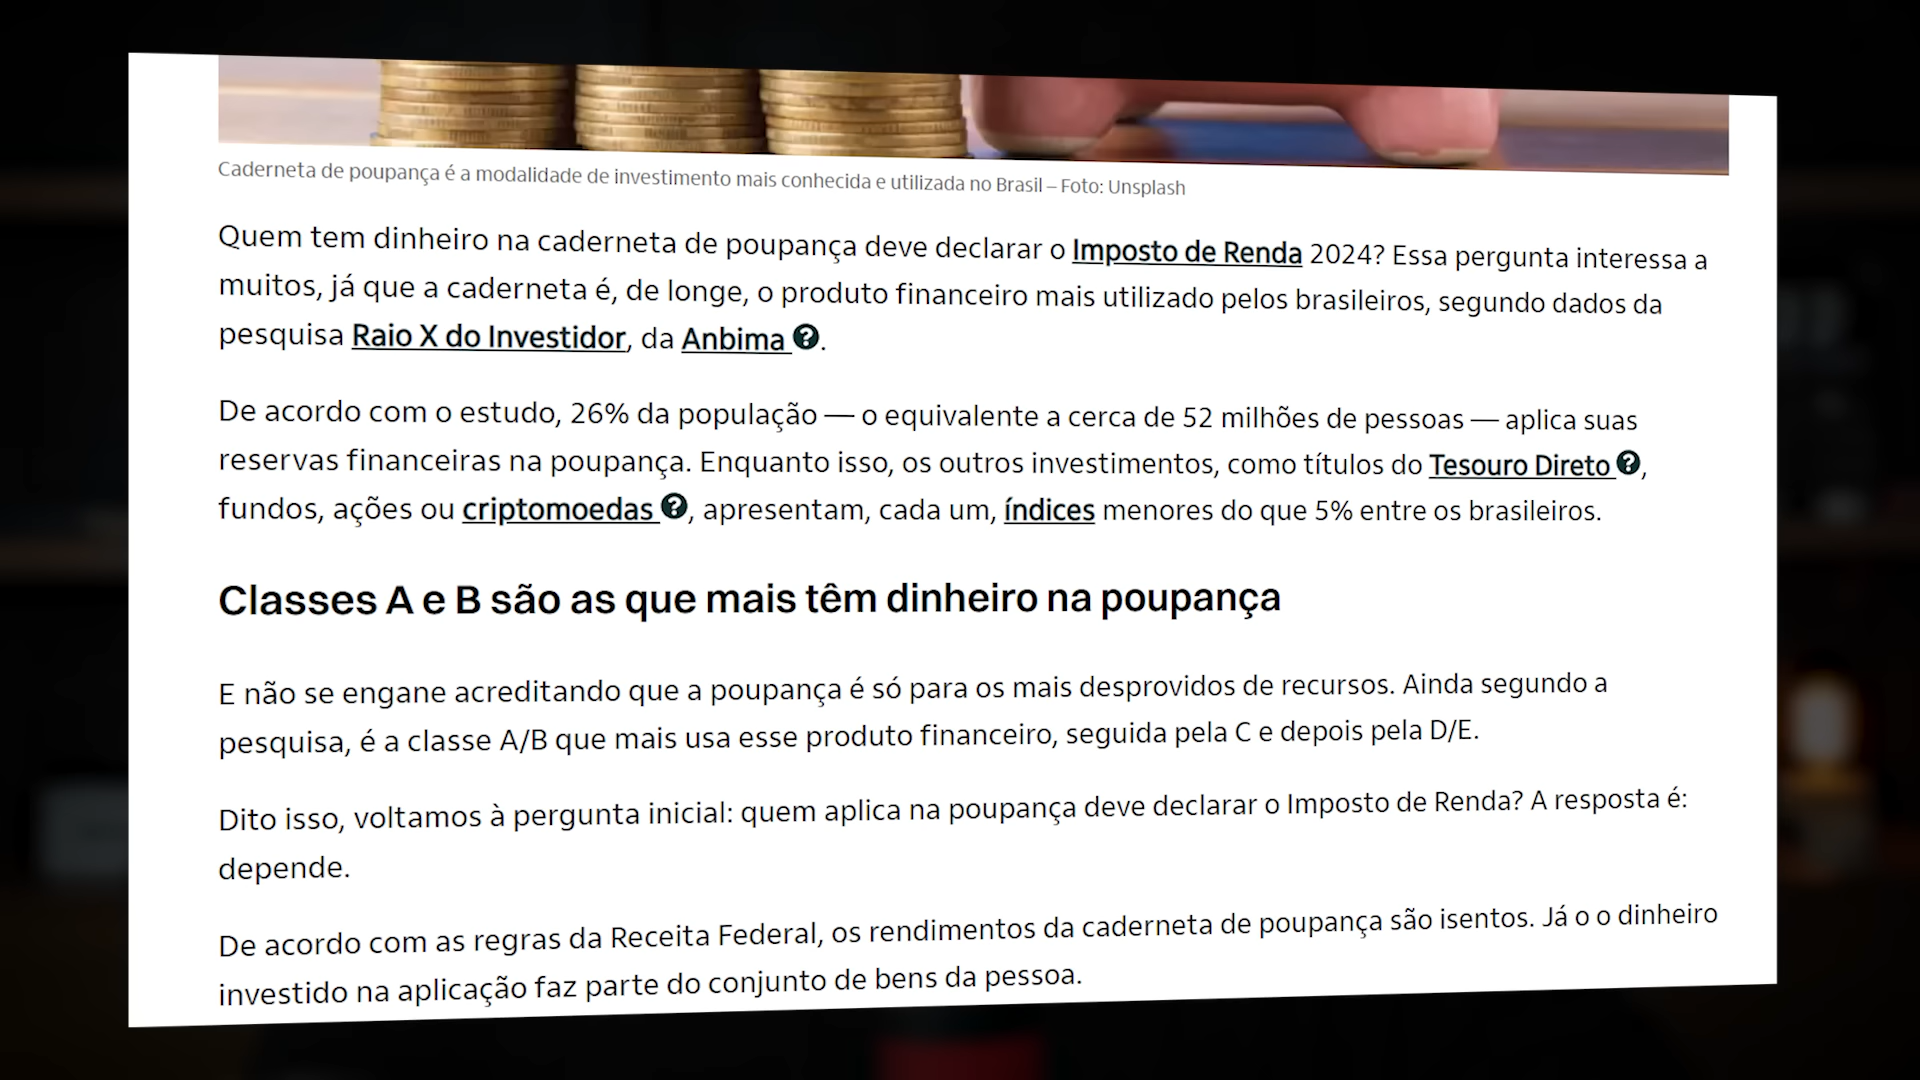 Caderneta de poupança é a modalidade de investimento mais conhecida e utilizada no Brasil – Foto: Unsplash
Quem tem dinheiro na caderneta de poupança deve declarar o Imposto de Renda 2024? Essa pergunta interessa a
muitos, já que a caderneta é, de longe, o produto financeiro mais utilizado pelos brasileiros, segundo dados da
pesquisa Raio X do Investidor, da Anbima ?.
De acordo com o estudo, 26% da população — o equivalente a cerca de 52 milhões de pessoas — aplica suas
reservas financeiras na poupança. Enquanto isso, os outros investimentos, como títulos do Tesouro Direto ?,
fundos, ações ou criptomoedas ?, apresentam, cada um, índices menores do que 5% entre os brasileiros.
Classes A e B são as que mais têm dinheiro na poupança
E não se engane acreditando que a poupança é só para os mais desprovidos de recursos. Ainda segundo a
pesquisa, é a classe A/B que mais usa esse produto financeiro, seguida pela C e depois pela D/E.
Dito isso, voltamos à pergunta inicial: quem aplica na poupança deve declarar o Imposto de Renda? A resposta é:
depende.
De acordo com as regras da Receita Federal, os rendimentos da caderneta de poupança são isentos. Já o o dinheiro
investido na aplicação faz parte do conjunto de bens da pessoa.